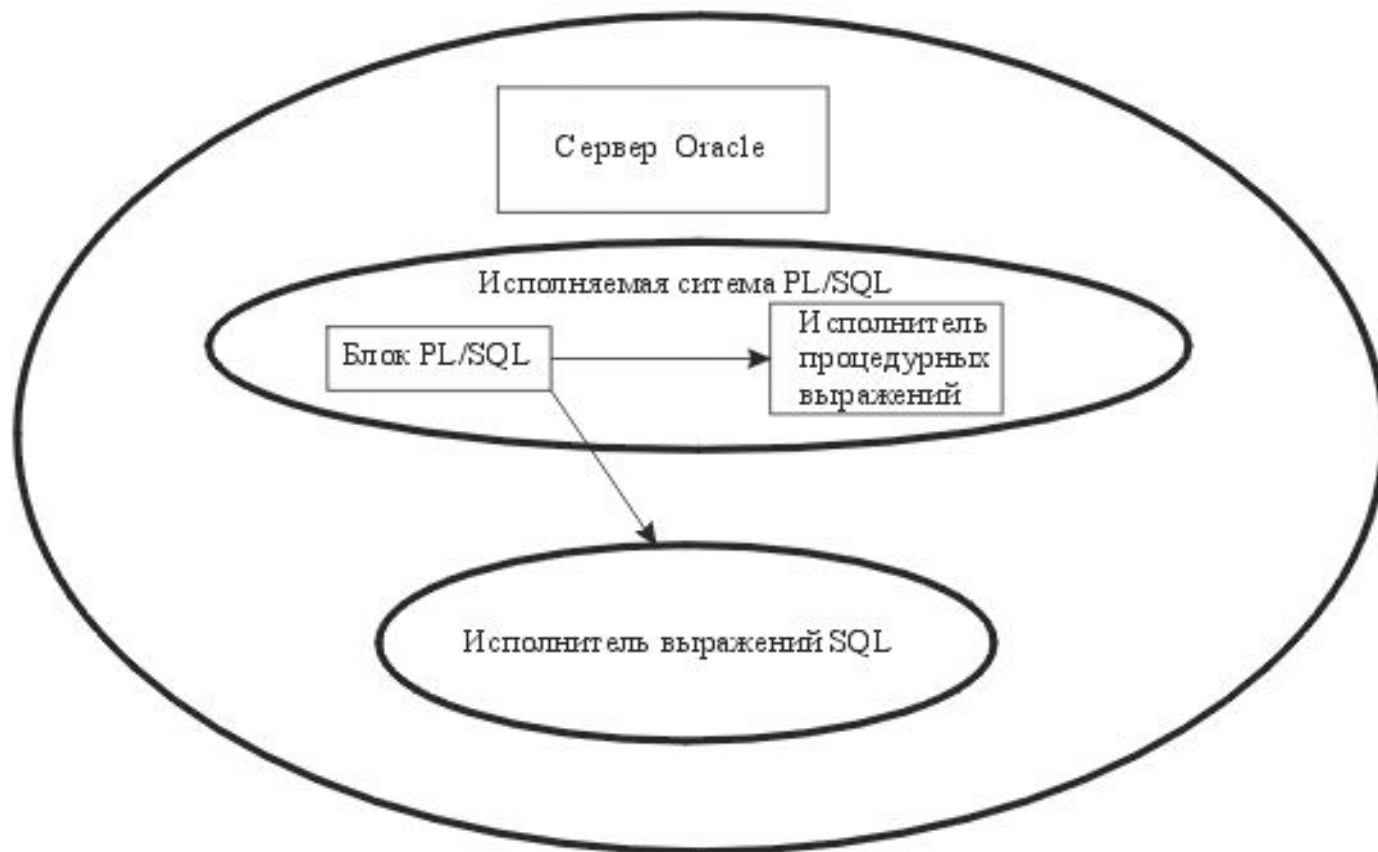 Сервер Oracle
Исполняемая ситема PL/SQL
Блок PL/SQL
Исполнитель
процедурных
выражений
Исполнитель выражений SQL